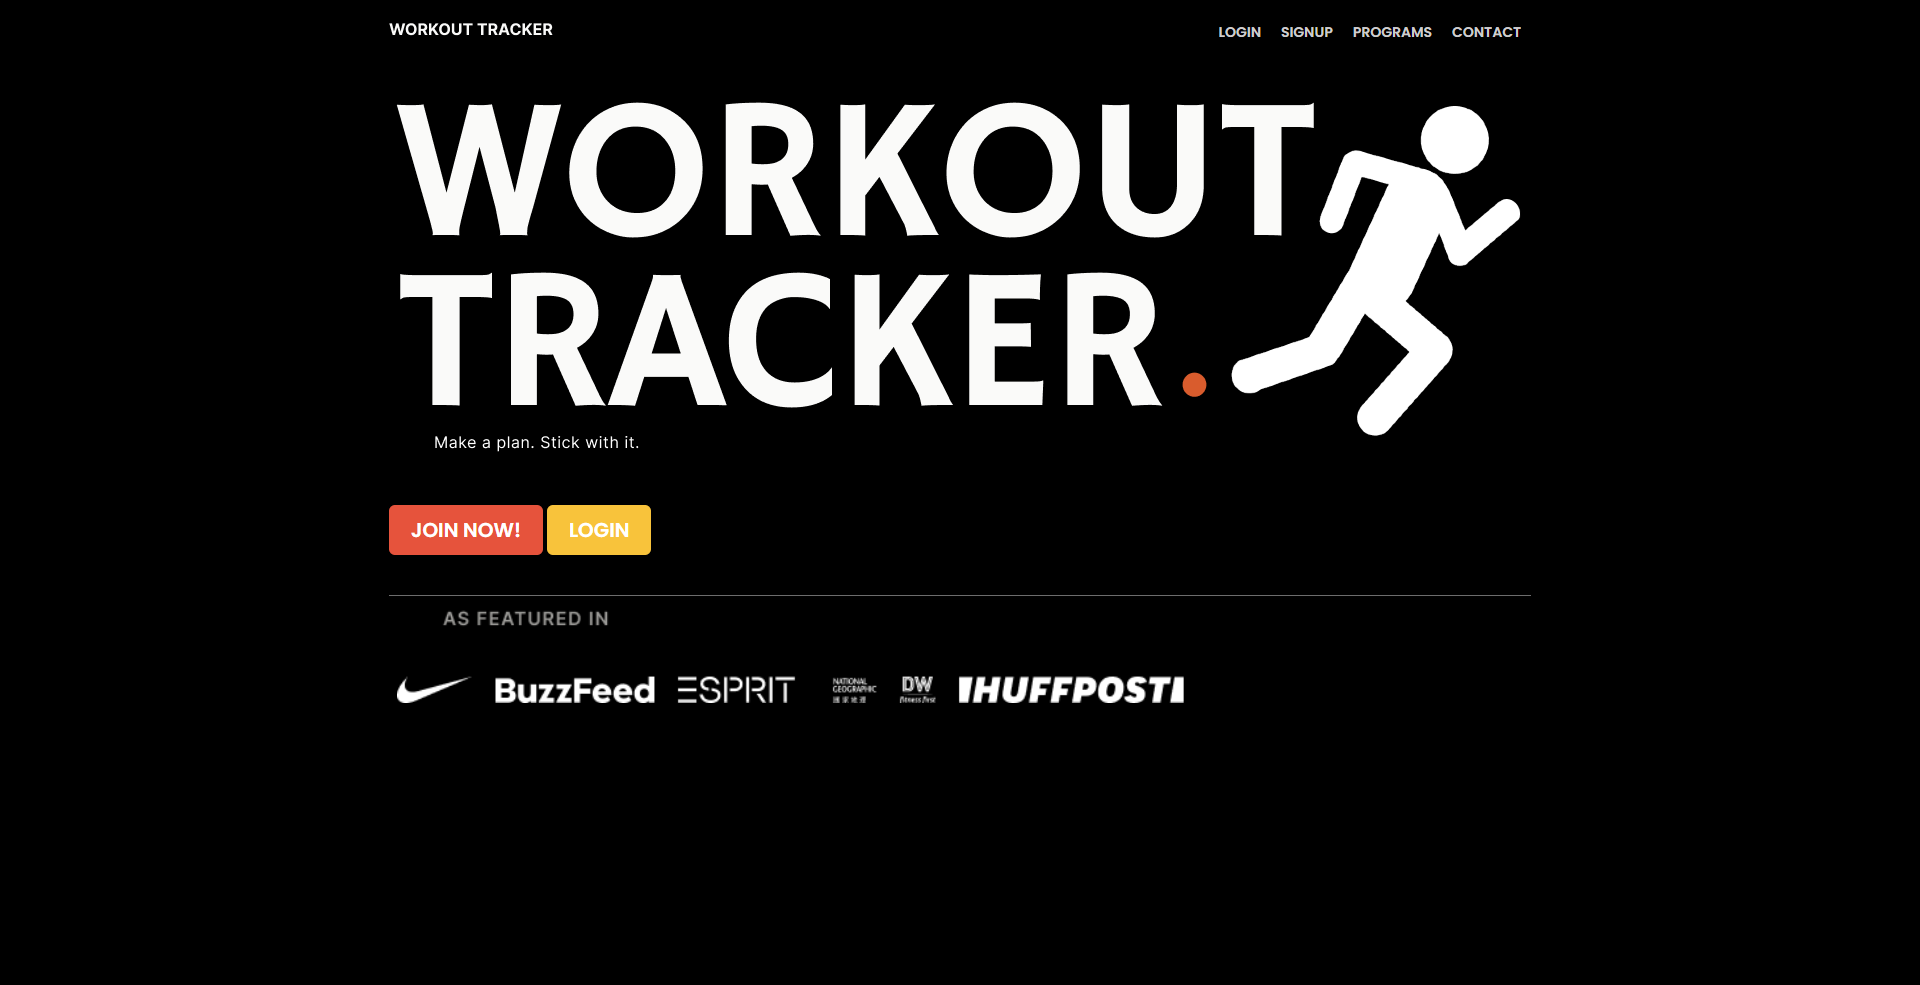 WORKOUT TRACKER
LOGIN SIGNUP PROGRAMS CONTACT
WORKOUT
TRACKER.
Make a plan. Stick with it.
JOIN NOW! LOGIN
AS FEATURED IN
BuzzFeed ESPRIT
NATIONAL
GEOGRAPHIC
DW
fitness first
HUFFPOST